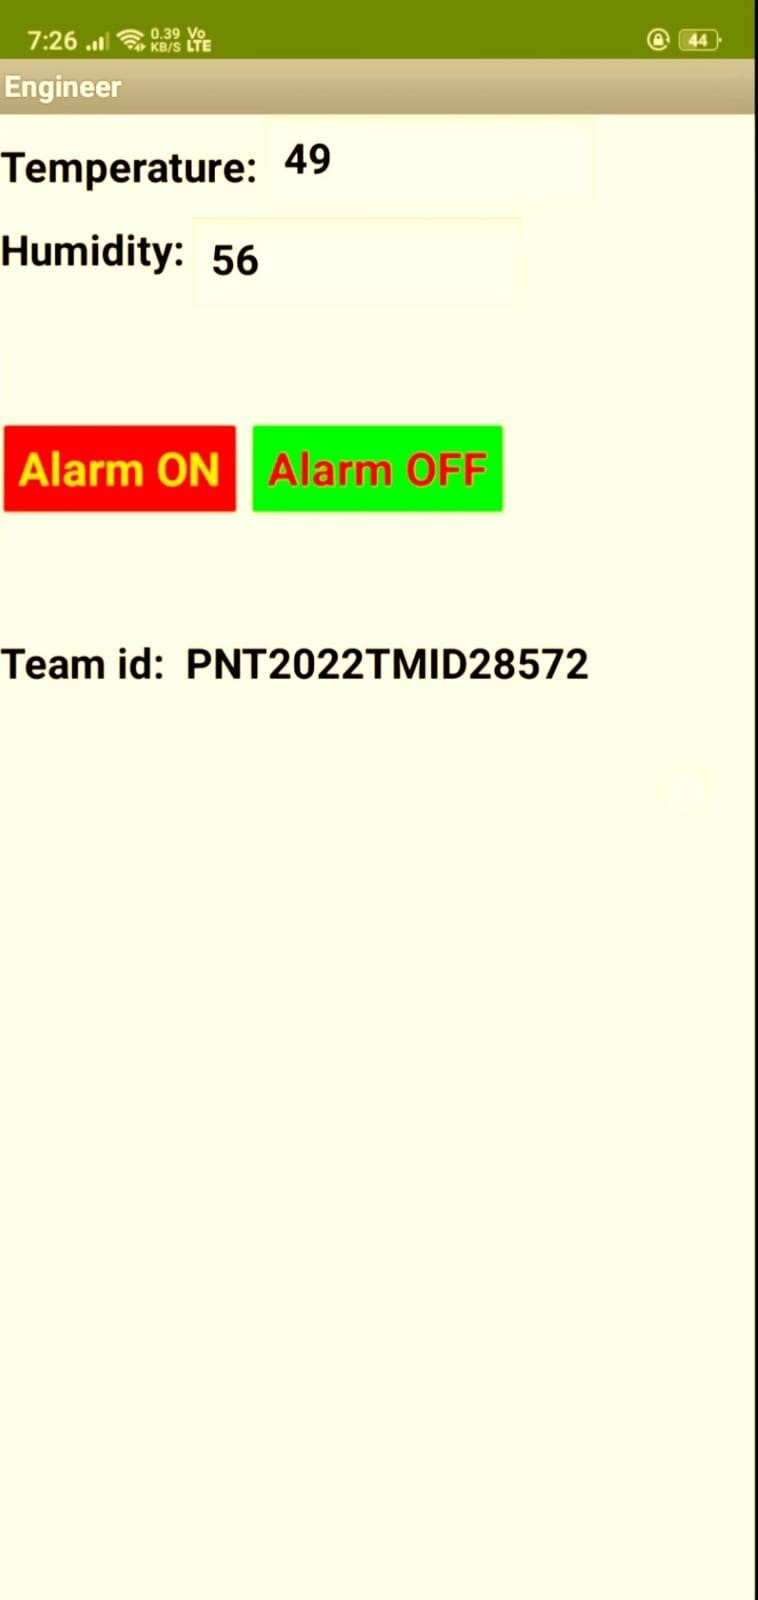 7:26 0.39 KB/S Vo LTE 44
Engineer
Temperature: 49
Humidity: 56
Alarm ON Alarm OFF
Team id: PNT2022TMID28572